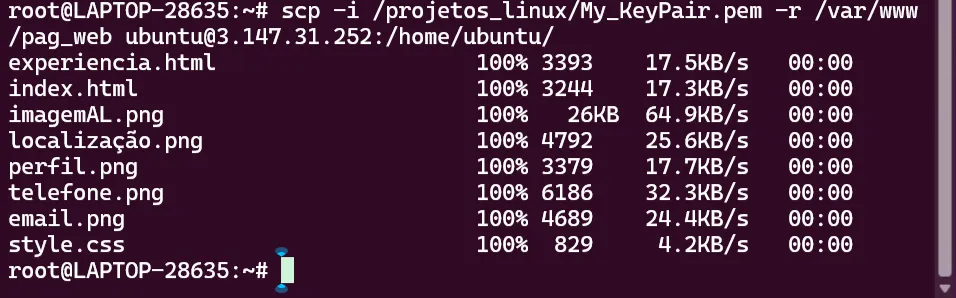 root@LAPTOP-28635:~# scp -i /projetos_linux/My_KeyPair.pem -r /var/www
/pag_web ubuntu@3.147.31.252:/home/ubuntu/
experiencia.html 100% 3393 17.5KB/s 00:00
index.html 100% 3244 17.3KB/s 00:00
imagemAL.png 100% 26KB 64.9KB/s 00:00
localização.png 100% 4792 25.6KB/s 00:00
perfil.png 100% 3379 17.7KB/s 00:00
telefone.png 100% 6186 32.3KB/s 00:00
email.png 100% 4689 24.4KB/s 00:00
style.css 100% 829 4.2KB/s 00:00
root@LAPTOP-28635:~#